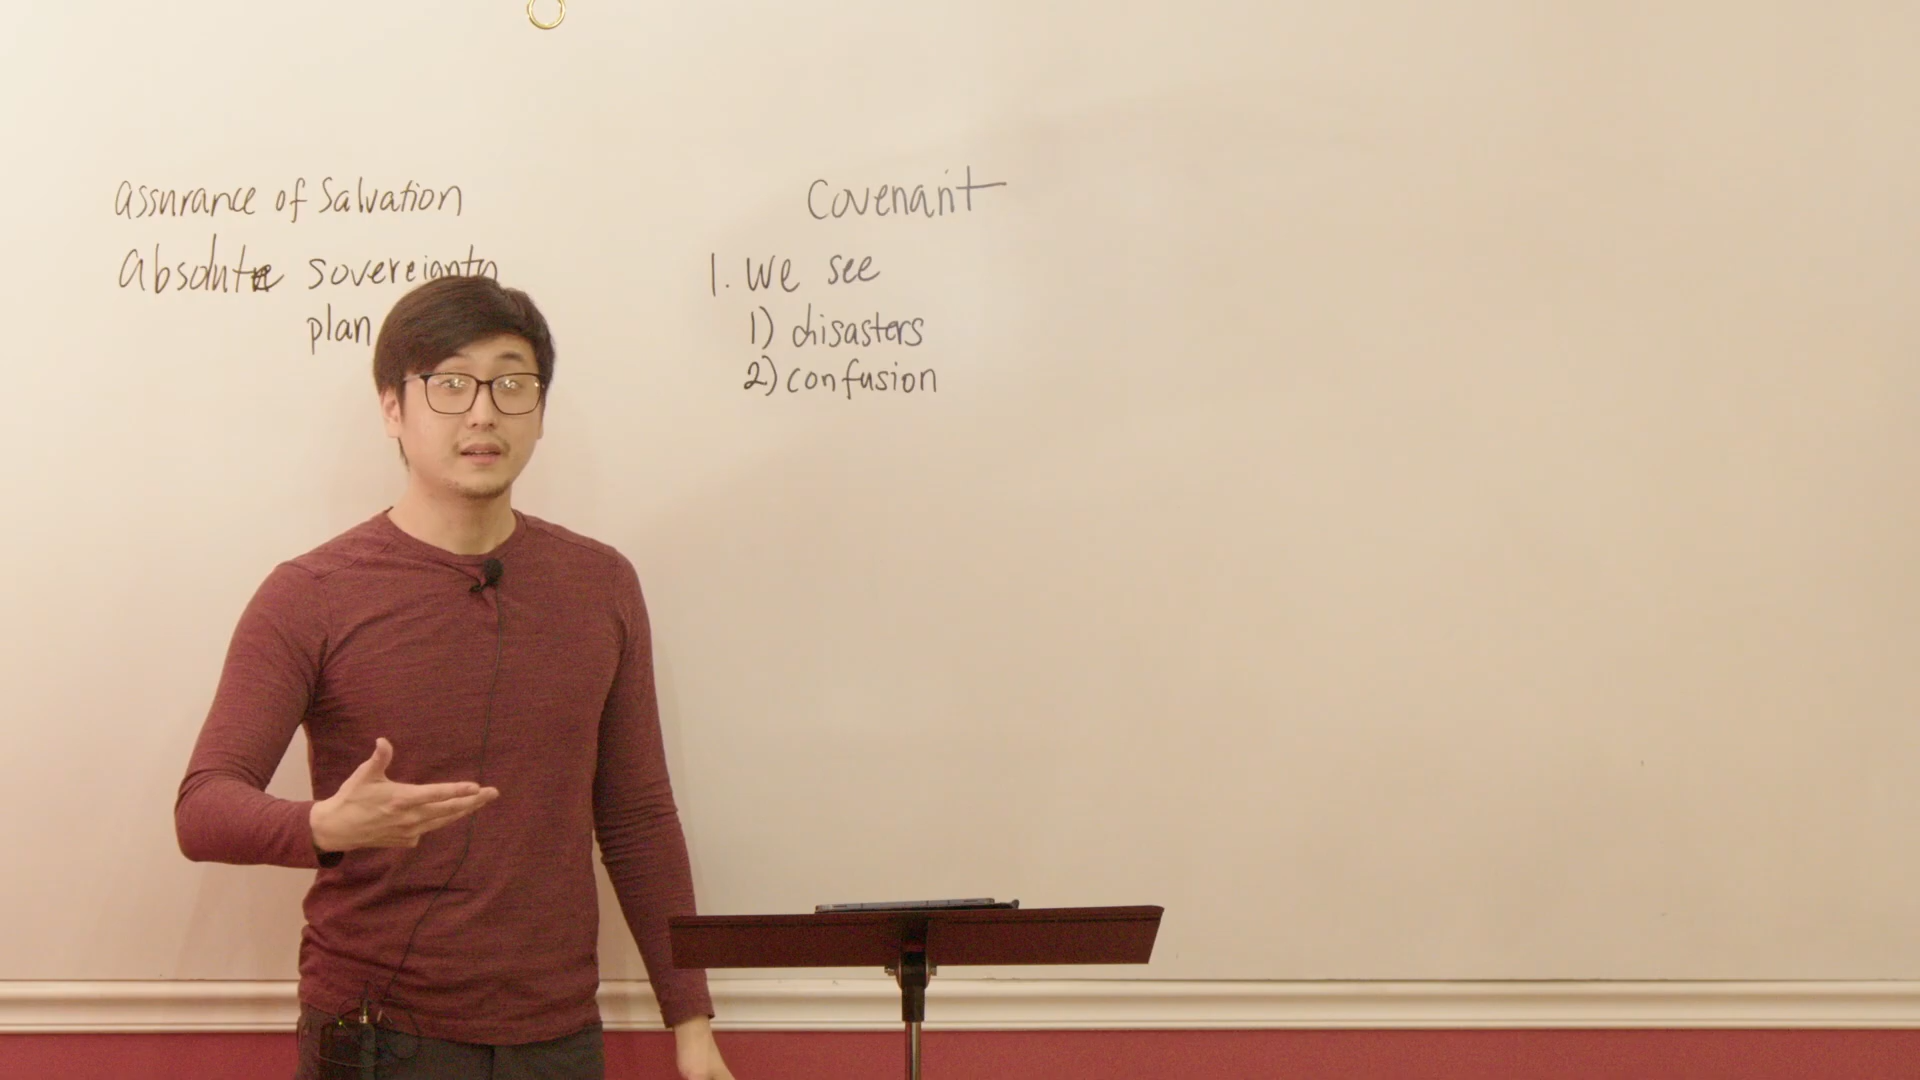 assurance of Salvation
Absolute sovereignty
plan
Covenant
1. We see
1) disasters
2) confusion